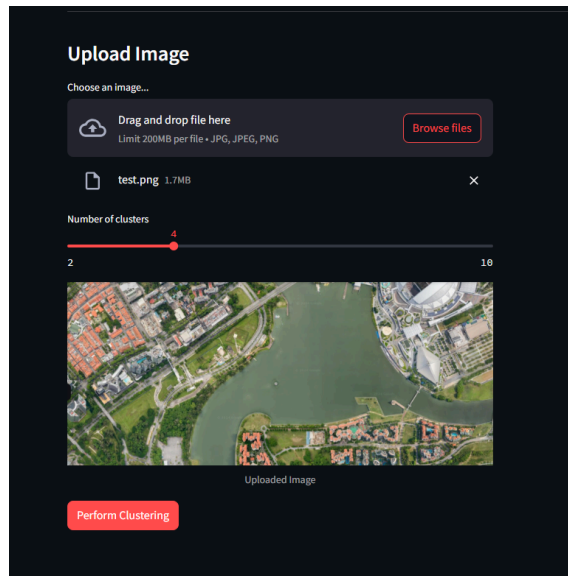 Upload Image
Choose an image...
Drag and drop file here
Limit 200MB per file • JPG, JPEG, PNG
Browse files
test.png 1.7MB
Number of clusters
4
2
10
Uploaded Image
Perform Clustering